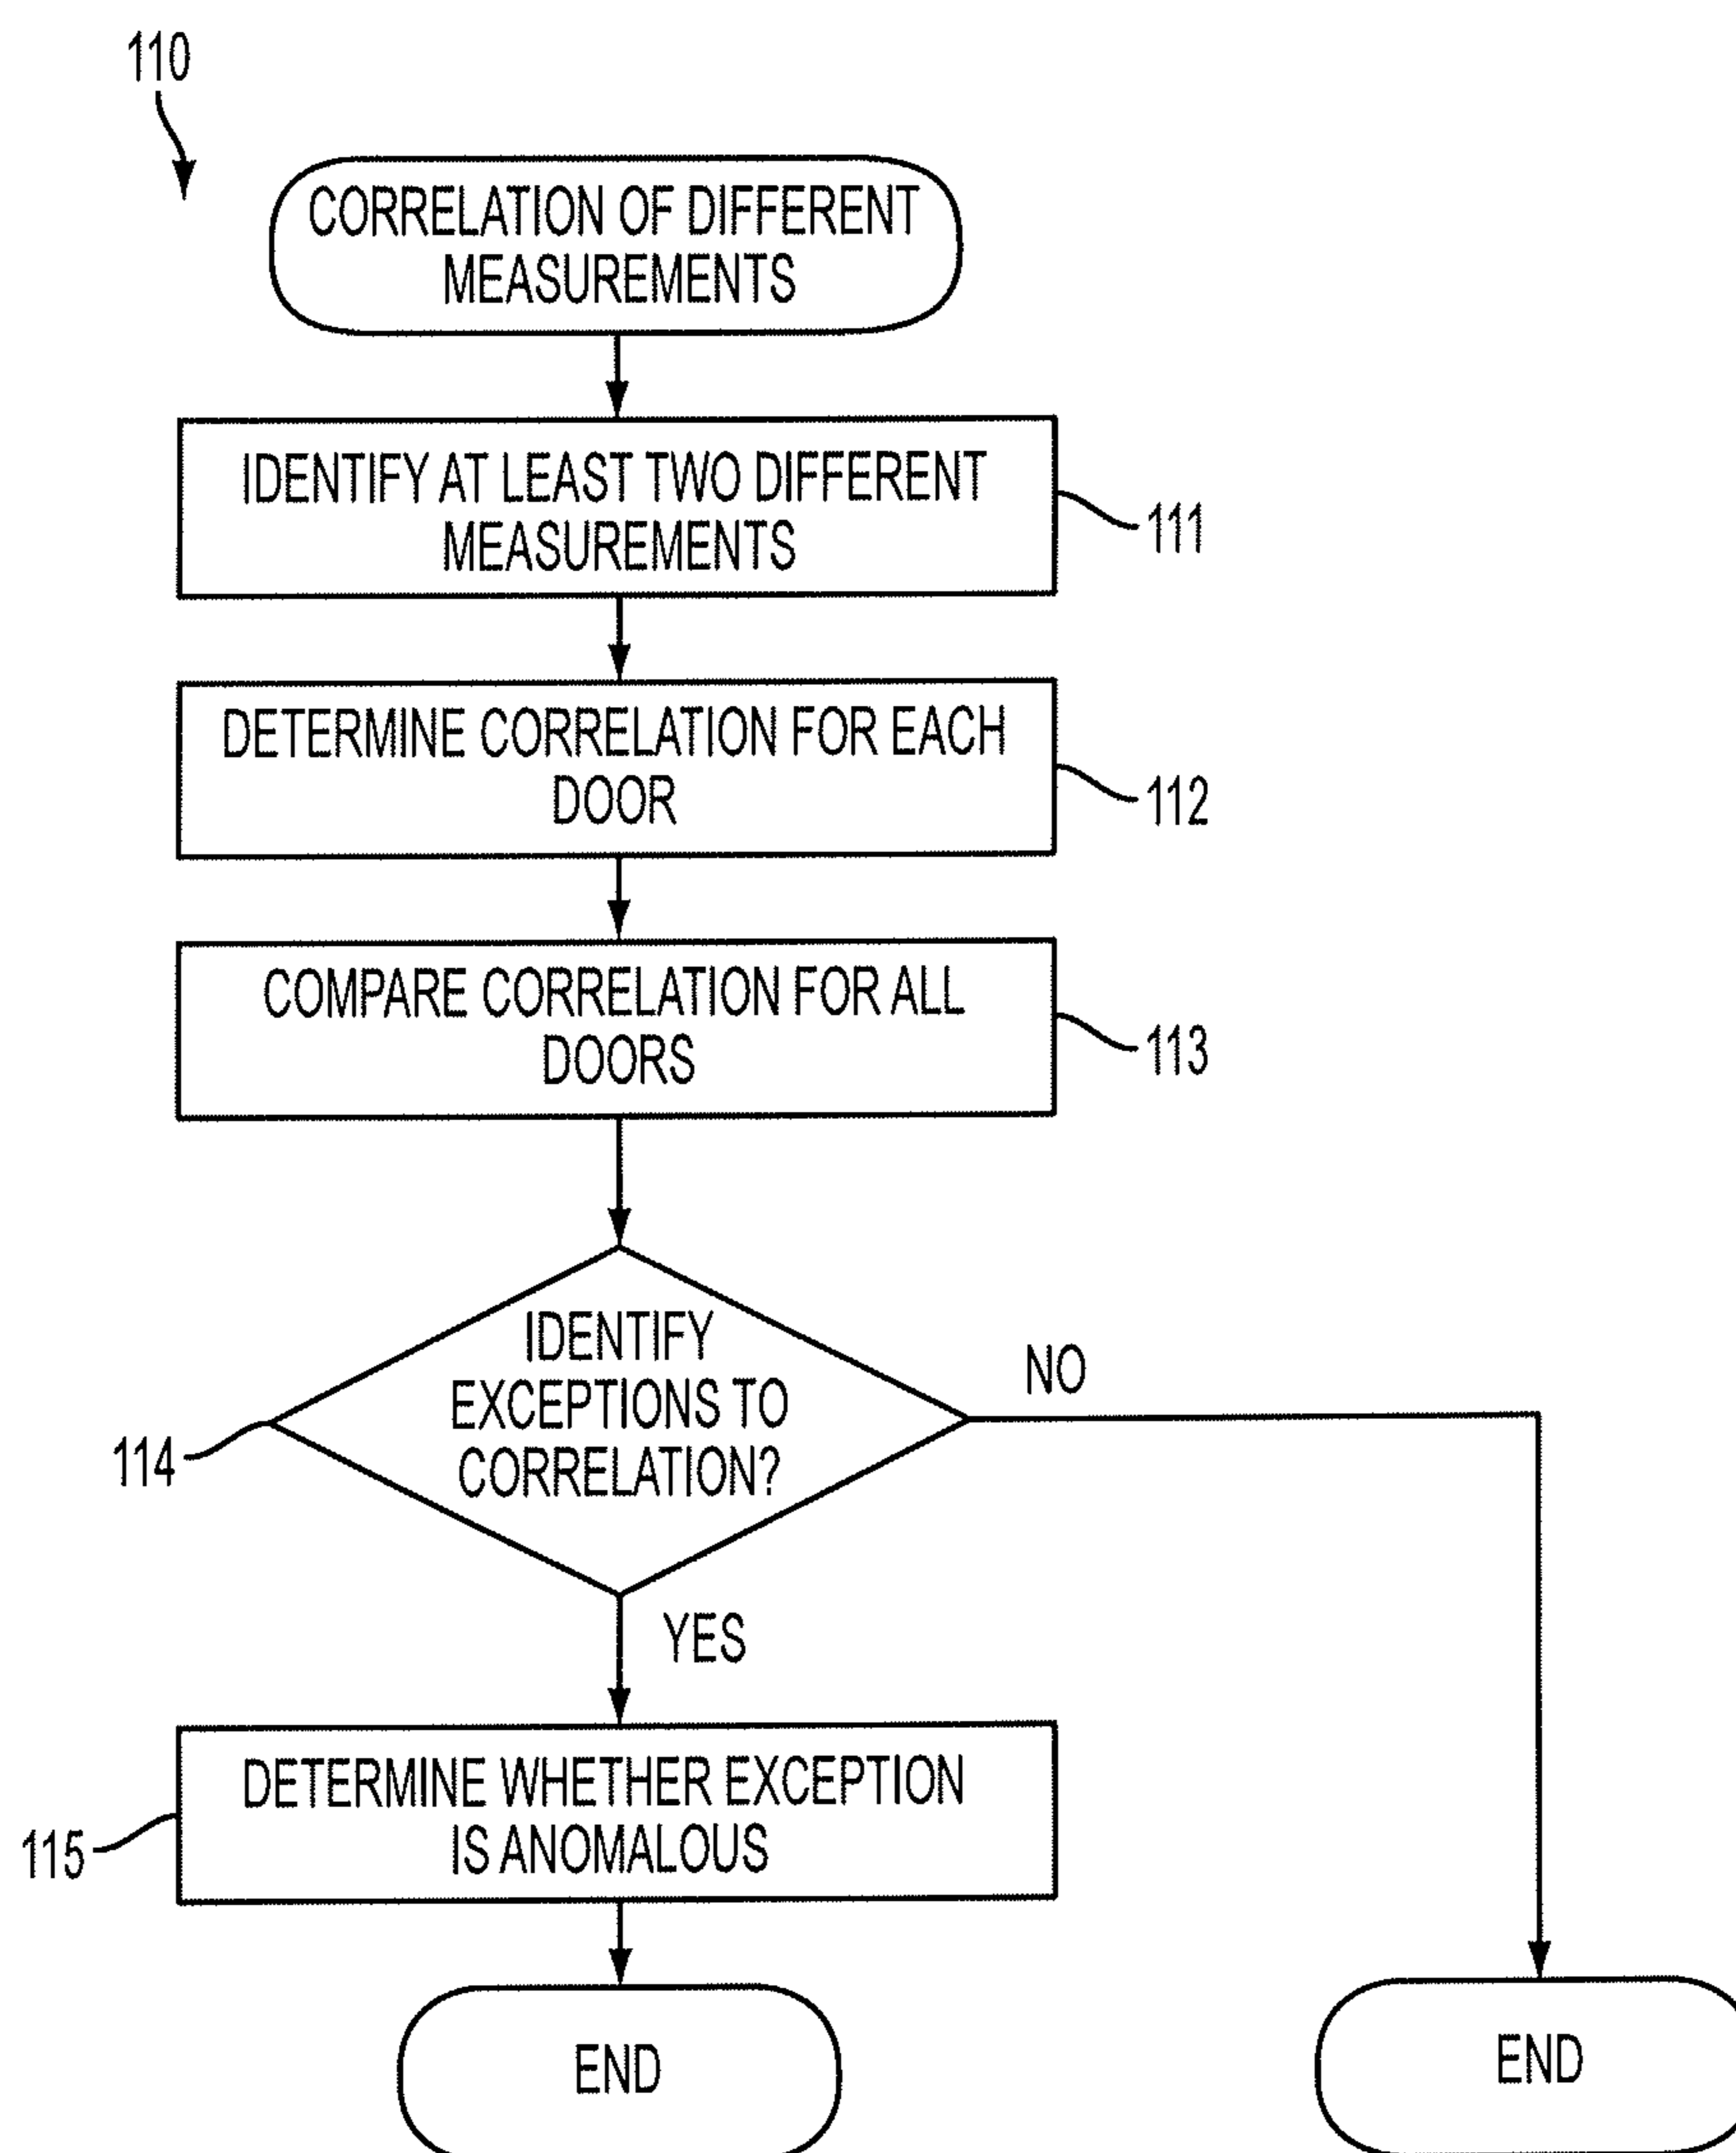 110
CORRELATION OF DIFFERENT
MEASUREMENTS
IDENTIFY AT LEAST TWO DIFFERENT
MEASUREMENTS
111
DETERMINE CORRELATION FOR EACH
DOOR
112
COMPARE CORRELATION FOR ALL
DOORS
113
IDENTIFY
EXCEPTIONS TO
CORRELATION?
114
NO
YES
DETERMINE WHETHER EXCEPTION
IS ANOMALOUS
115
END
END